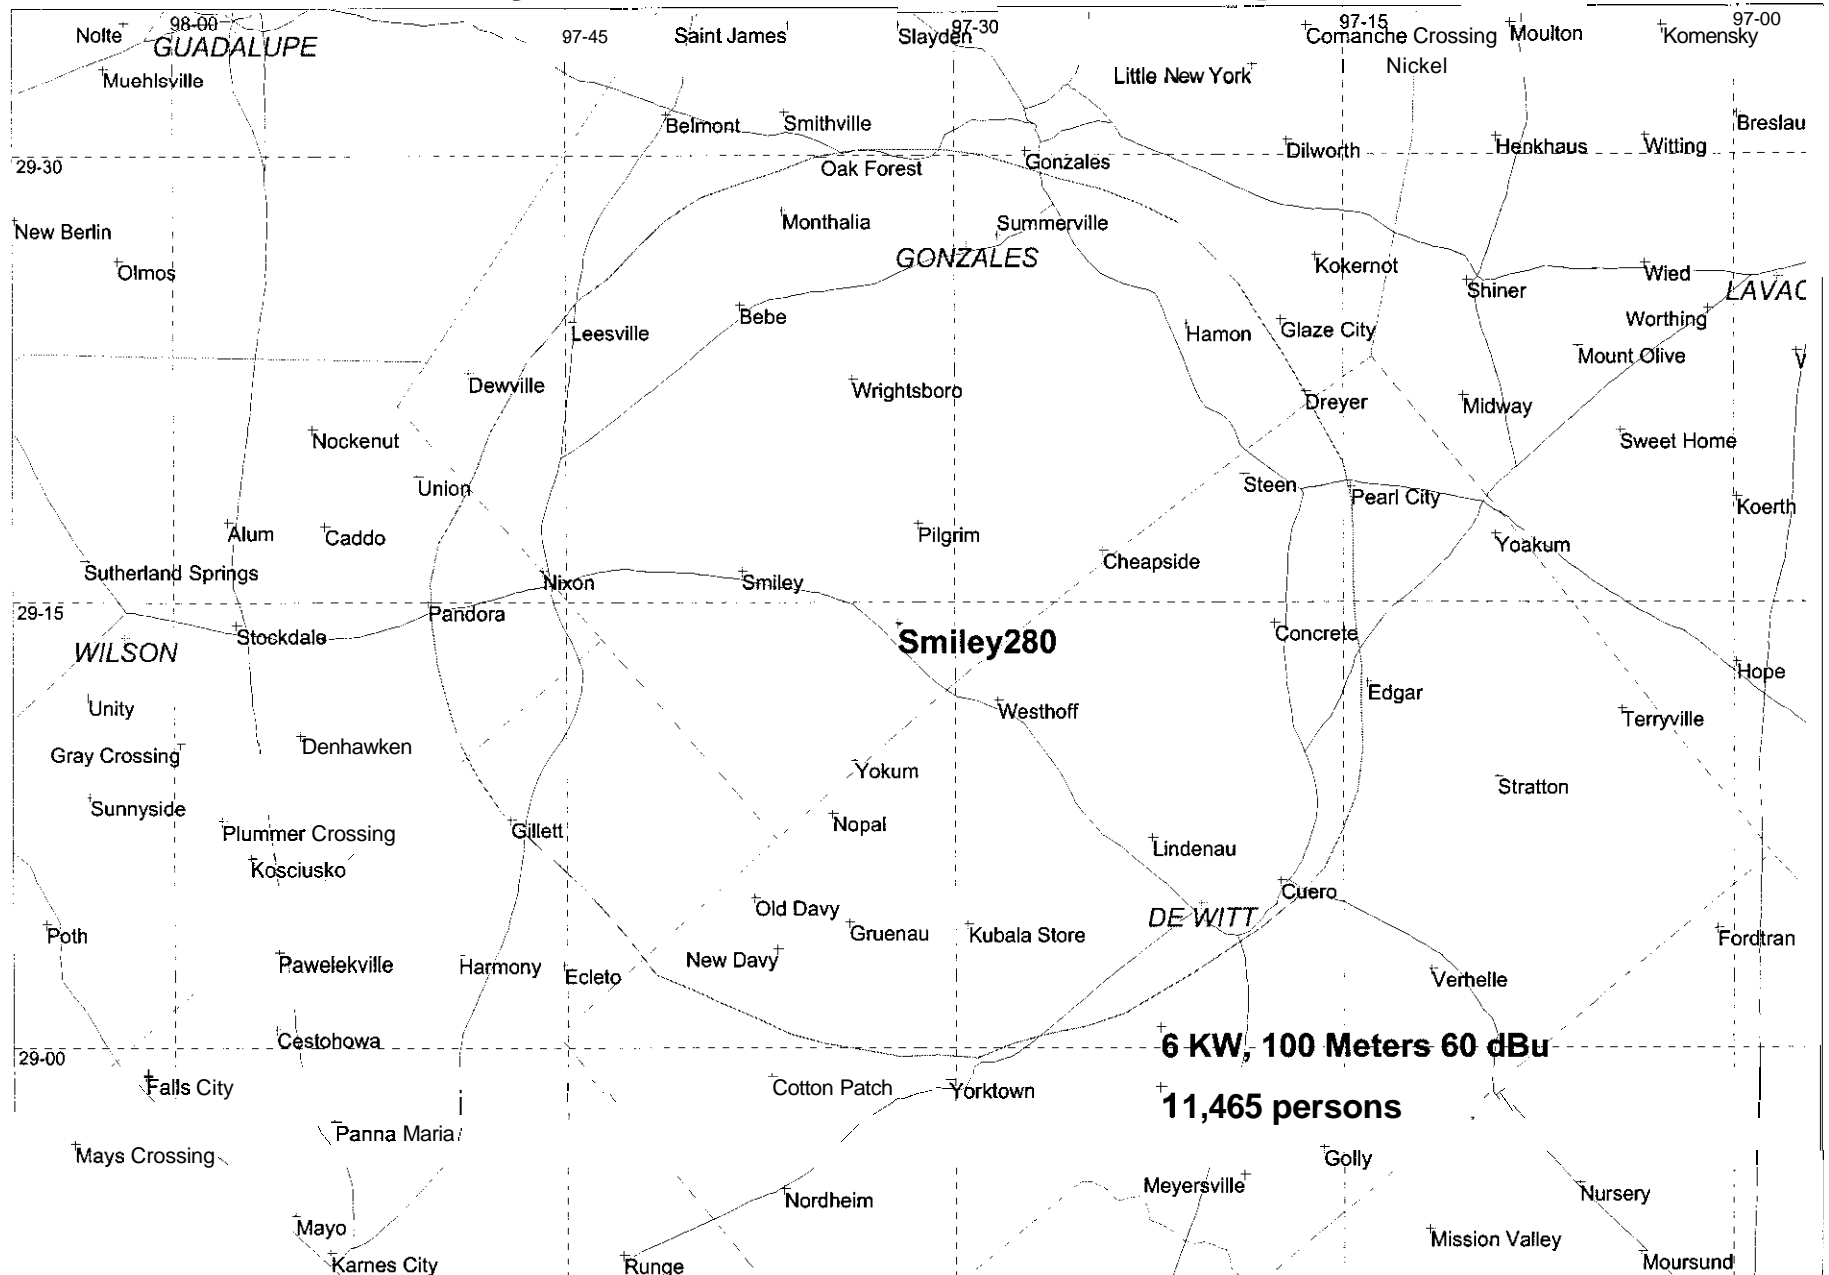 98-00
97-30
97-15
97-00
Nolte
GUADALUPE
97-45
Saint James
Slayden
Comanche Crossing
Moulton
Komensky
Nickel
Muehlsville
Little New York
Belmont
Smithville
Breslau
29-30
Oak Forest
Gonzales
Dilworth
Henkhaus
Witting
New Berlin
Monthalia
Summerville
Olmos
GONZALES
Kokernot
Wied
Shiner
LAVAC
Leesville
Bebe
Hamon
Glaze City
Worthing
Mount Olive
V
Dewville
Wrightsboro
Dreyer
Midway
Nockenut
Sweet Home
Union
Steen
Pearl City
Koerth
Alum
Caddo
Pilgrim
Cheapside
Yoakum
Sutherland Springs
Nixon
Smiley
29-15
Pandora
Stockdale
Smiley280
Concrete
WILSON
Hope
Unity
Westhoff
Edgar
Terryville
Gray Crossing
Denhawken
Yokum
Stratton
Sunnyside
Plummer Crossing
Gillett
Nopal
Lindenau
Kosciusko
Cuero
Old Davy
DE WITT
Poth
Gruenau
Kubala Store
Fordtran
Pawelekville
Harmony
Ecleto
New Davy
Verhelle
Cestohowa
6 KW, 100 Meters 60 dBu
29-00
Falls City
Cotton Patch
Yorktown
11,465 persons
Panna Maria
Mays Crossing
Golly
Meyersville
Nordheim
Nursery
Mayo
Mission Valley
Karnes City
Runge
Moursund